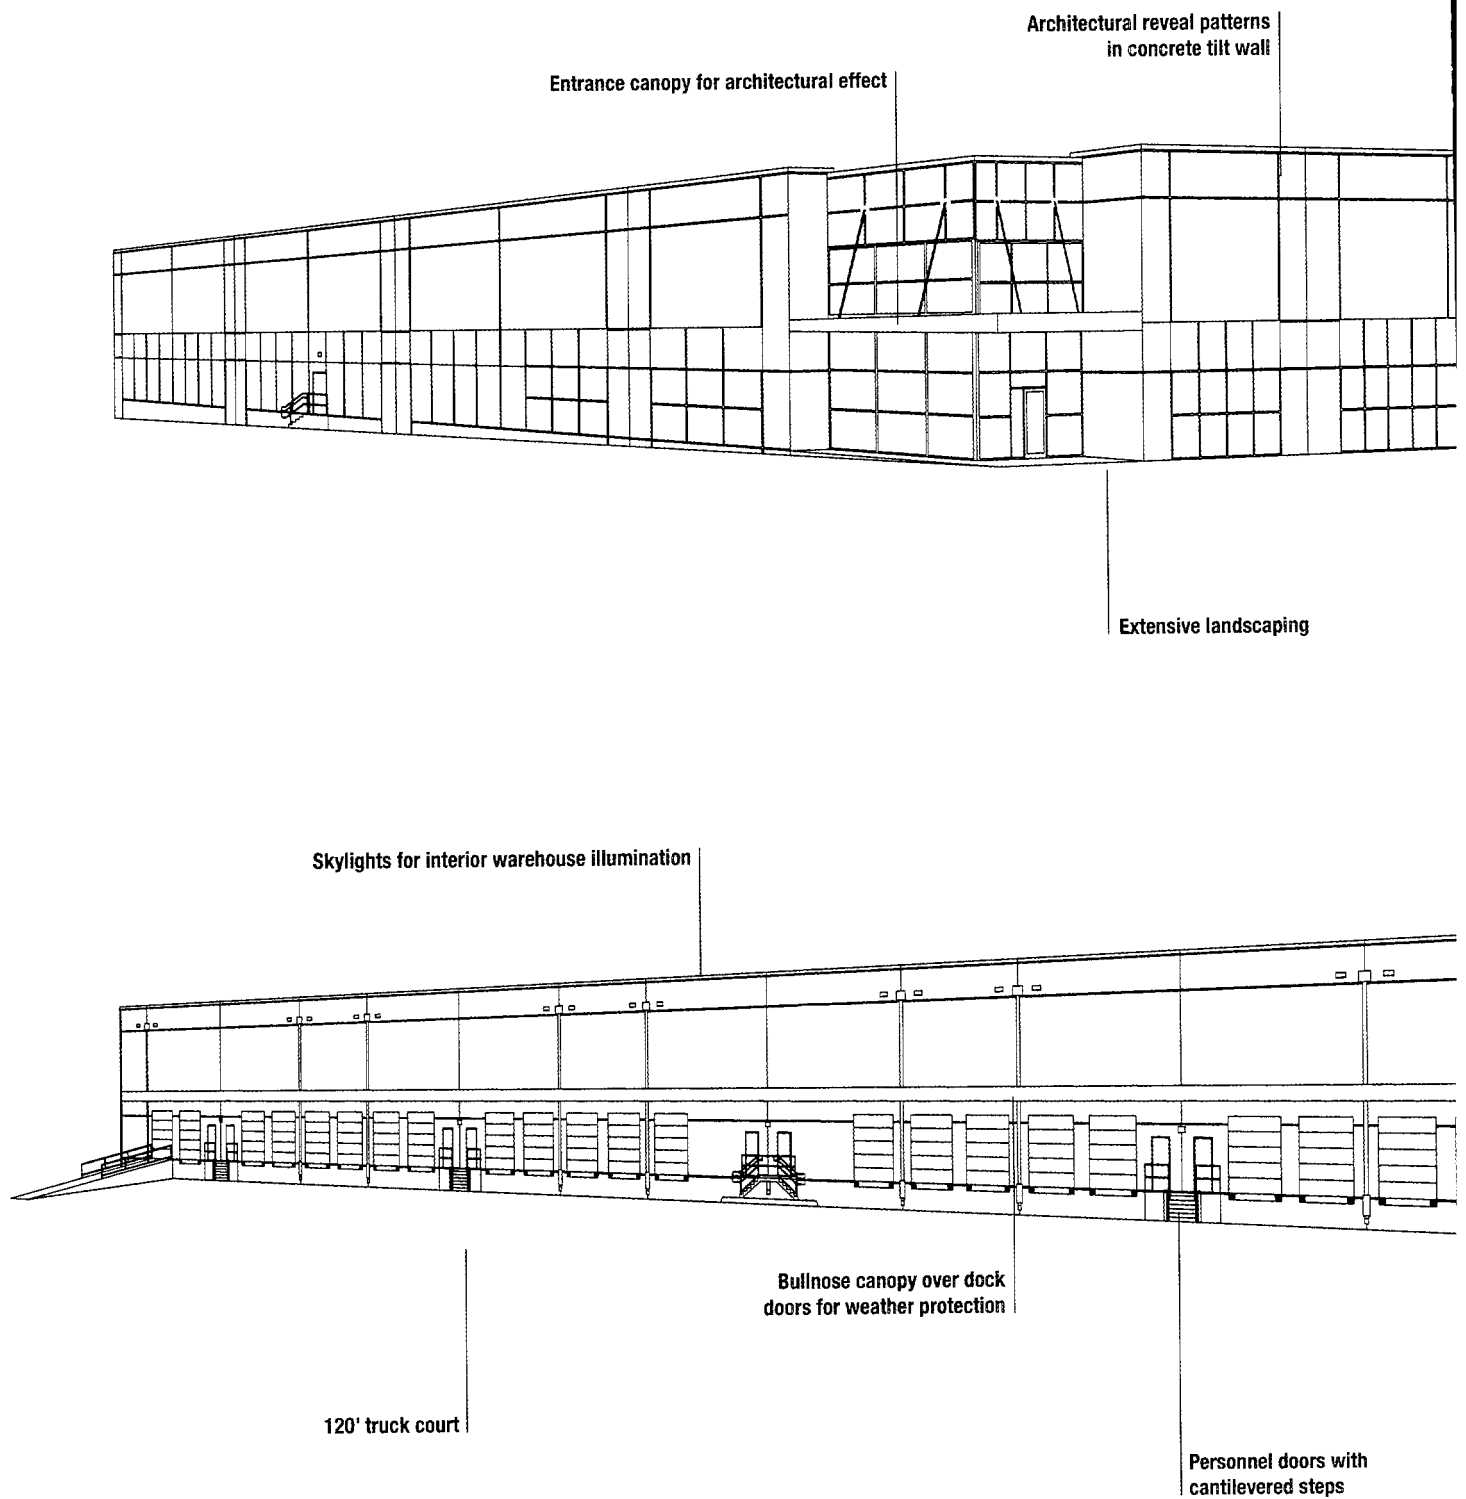 Architectural reveal patterns
in concrete tilt wall
Entrance canopy for architectural effect
Extensive landscaping
Skylights for interior warehouse illumination
Bullnose canopy over dock
doors for weather protection
120' truck court
Personnel doors with
cantilevered steps